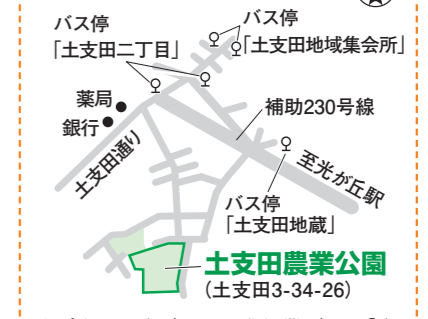 バス停
「土支田二丁目」
バス停
「土支田地域集会所」
薬局
銀行
補助230号線
土支田通り
至光が丘駅
バス停
「土支田地蔵」
土支田農業公園
(土支田3-34-26)